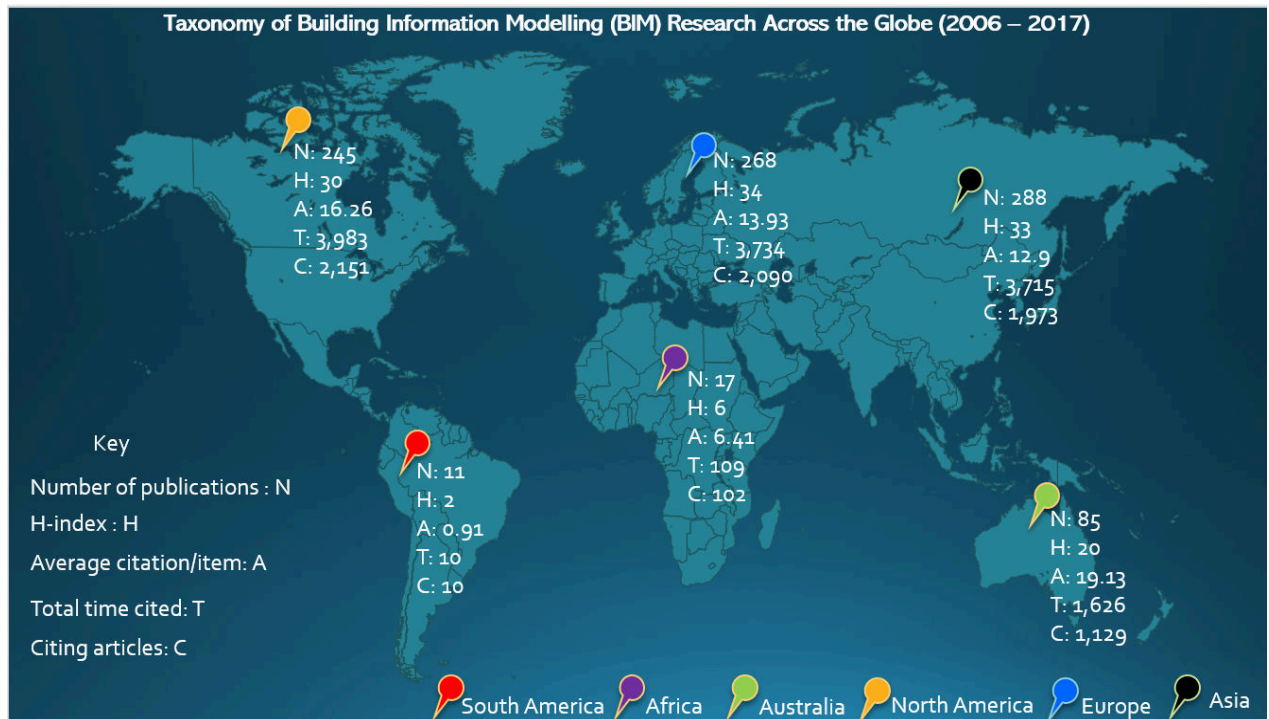 Taxonomy of Building Information Modelling (BIM) Research Across the Globe (2006 – 2017)
N: 245
H: 30
A: 16.26
T: 3,983
C: 2,151
N: 268
H: 34
A: 13.93
T: 3,734
C: 2,090
N: 288
H: 33
A: 12.9
T: 3,715
C: 1,973
N: 17
H: 6
A: 6.41
T: 109
C: 102
N: 11
H: 2
A: 0.91
T: 10
C: 10
N: 85
H: 20
A: 19.13
T: 1,626
C: 1,129
Key
Number of publications : N
H-index : H
Average citation/item: A
Total time cited: T
Citing articles: C
South America
Africa
Australia
North America
Europe
Asia